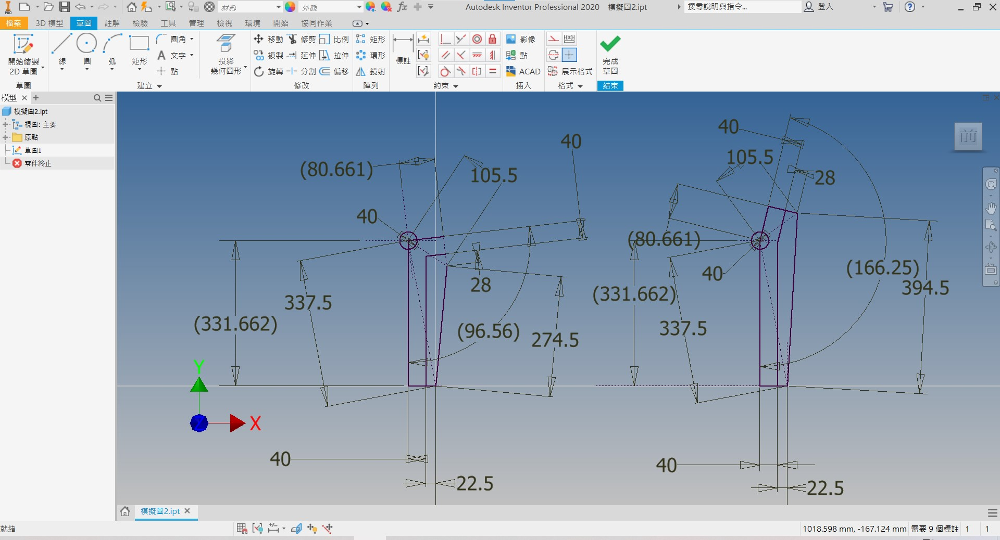 PRO
材料
外觀
fx
Autodesk Inventor Professional 2020 模擬圖2.ipt
搜尋說明與指令...
登入
檔案 3D 模型 草圖 註解 檢驗 工具 管理 檢視 環境 開始 協同作業
開始繪製
2D 草圖
線
圓
弧
矩形
圓角
文字
點
投影
幾何圖形
移動 修剪 比例
複製 延伸 拉伸
旋轉 分割 偏移
矩形
環形
鏡射
標註
影像
點
ACAD
展示格式
完成
草圖
草圖 建立 修改 陣列 約束 插入 格式 結束
模型
模擬圖2.ipt
視圖: 主要
原點
草圖1
零件終止
前
40
40
105.5
(80.661)
105.5
28
40
(80.661)
40
(166.25)
394.5
28
(331.662)
337.5
337.5
(331.662)
(96.56)
274.5
Y
Z
X
40
22.5
40
22.5
模擬圖2.ipt
就緒
1018.598 mm, -167.124 mm 需要 9 個標註 1 1